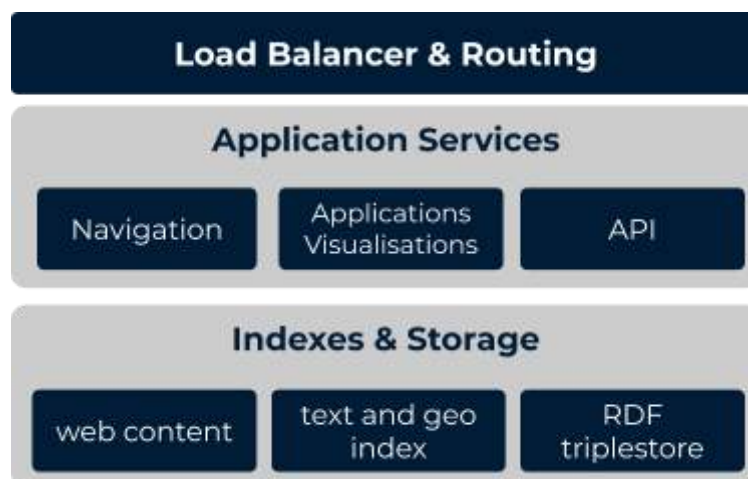 Load Balancer & Routing
Application Services
Navigation
Applications
Visualisations
API
Indexes & Storage
web content
text and geo
index
RDF
triplestore